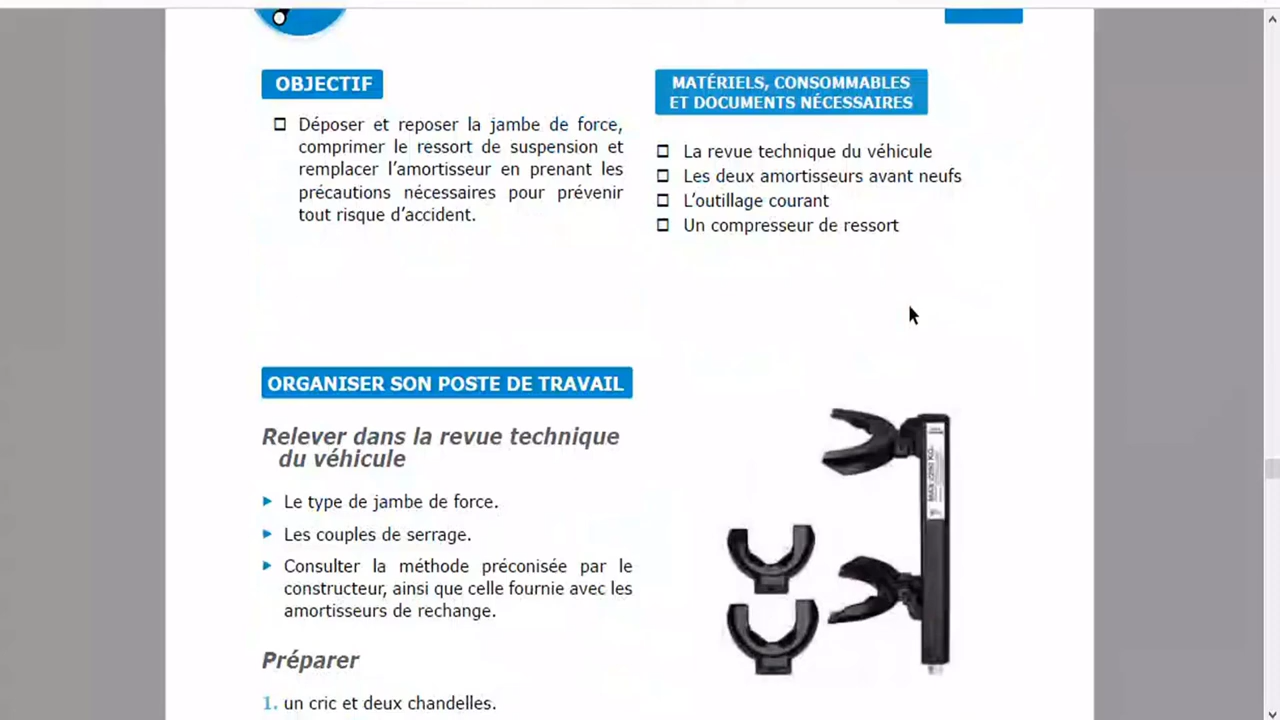 OBJECTIF
Déposer et reposer la jambe de force,
comprimer le ressort de suspension et
remplacer l'amortisseur en prenant les
précautions nécessaires pour prévenir
tout risque d'accident.
MATÉRIELS, CONSOMMABLES
ET DOCUMENTS NÉCESSAIRES
La revue technique du véhicule
Les deux amortisseurs avant neufs
L'outillage courant
Un compresseur de ressort
ORGANISER SON POSTE DE TRAVAIL
Relever dans la revue technique
du véhicule
Le type de jambe de force.
Les couples de serrage.
Consulter la méthode préconisée par le
constructeur, ainsi que celle fournie avec les
amortisseurs de rechange.
Préparer
1. un cric et deux chandelles.